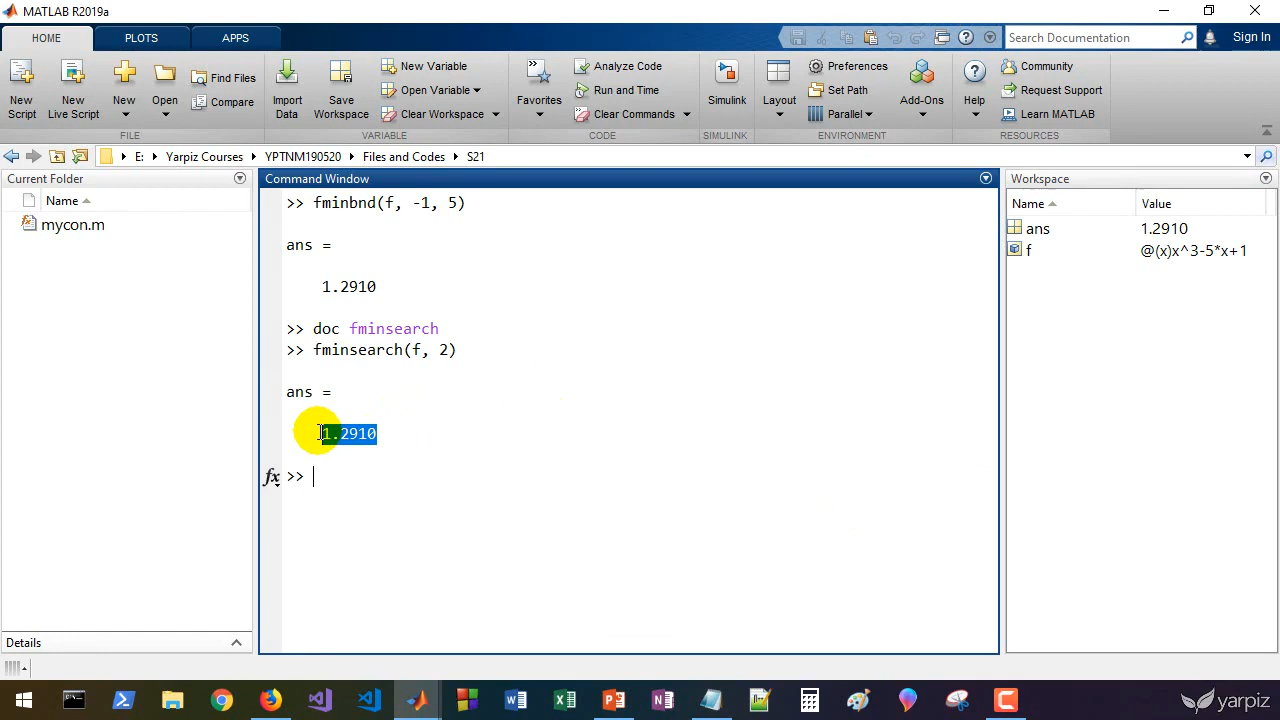 MATLAB R2019a
HOME PLOTS APPS Search Documentation Sign In
New Script New Live Script New Open Find Files Compare Import Data Save Workspace New Variable Open Variable Clear Workspace Favorites Analyze Code Run and Time Clear Commands Simulink Layout Preferences Set Path Parallel Add-Ons Help Community Request Support Learn MATLAB
FILE VARIABLE CODE SIMULINK ENVIRONMENT RESOURCES
E: Yarpiz Courses YPTNM190520 Files and Codes S21
Current Folder
Name
mycon.m
Details
Command Window
>> fminbnd(f, -1, 5)
ans =
1.2910
>> doc fminsearch
>> fminsearch(f, 2)
ans =
1.2910
fx >>
Workspace
Name Value
ans 1.2910
f @(x)x^3-5*x+1
yarpiz